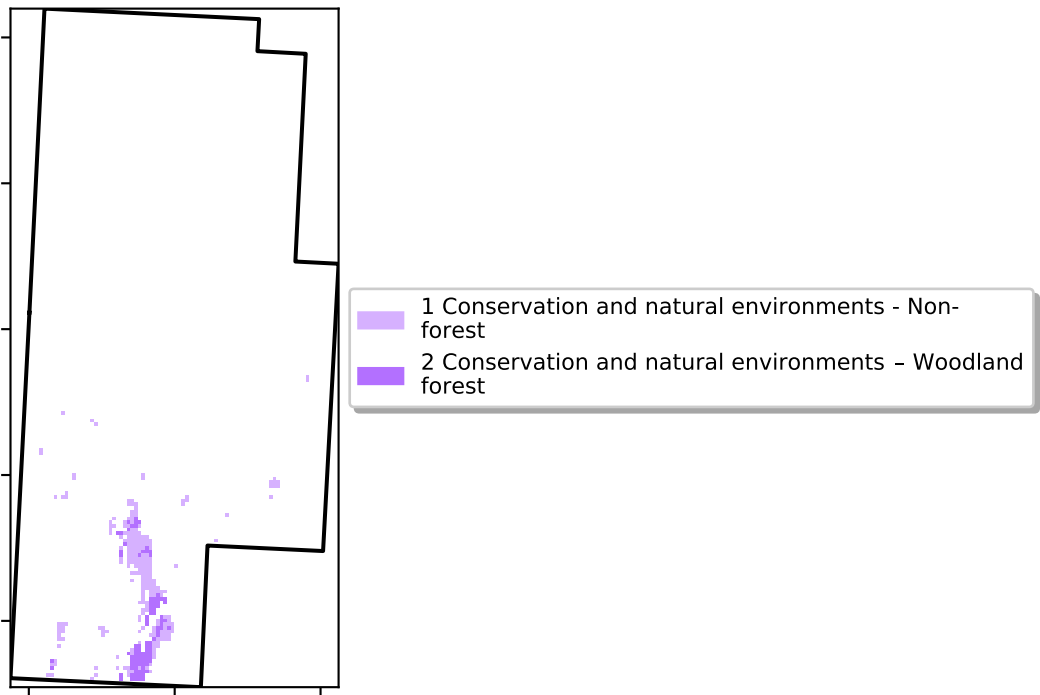 1 Conservation and natural environments - Non-
forest
2 Conservation and natural environments – Woodland
forest